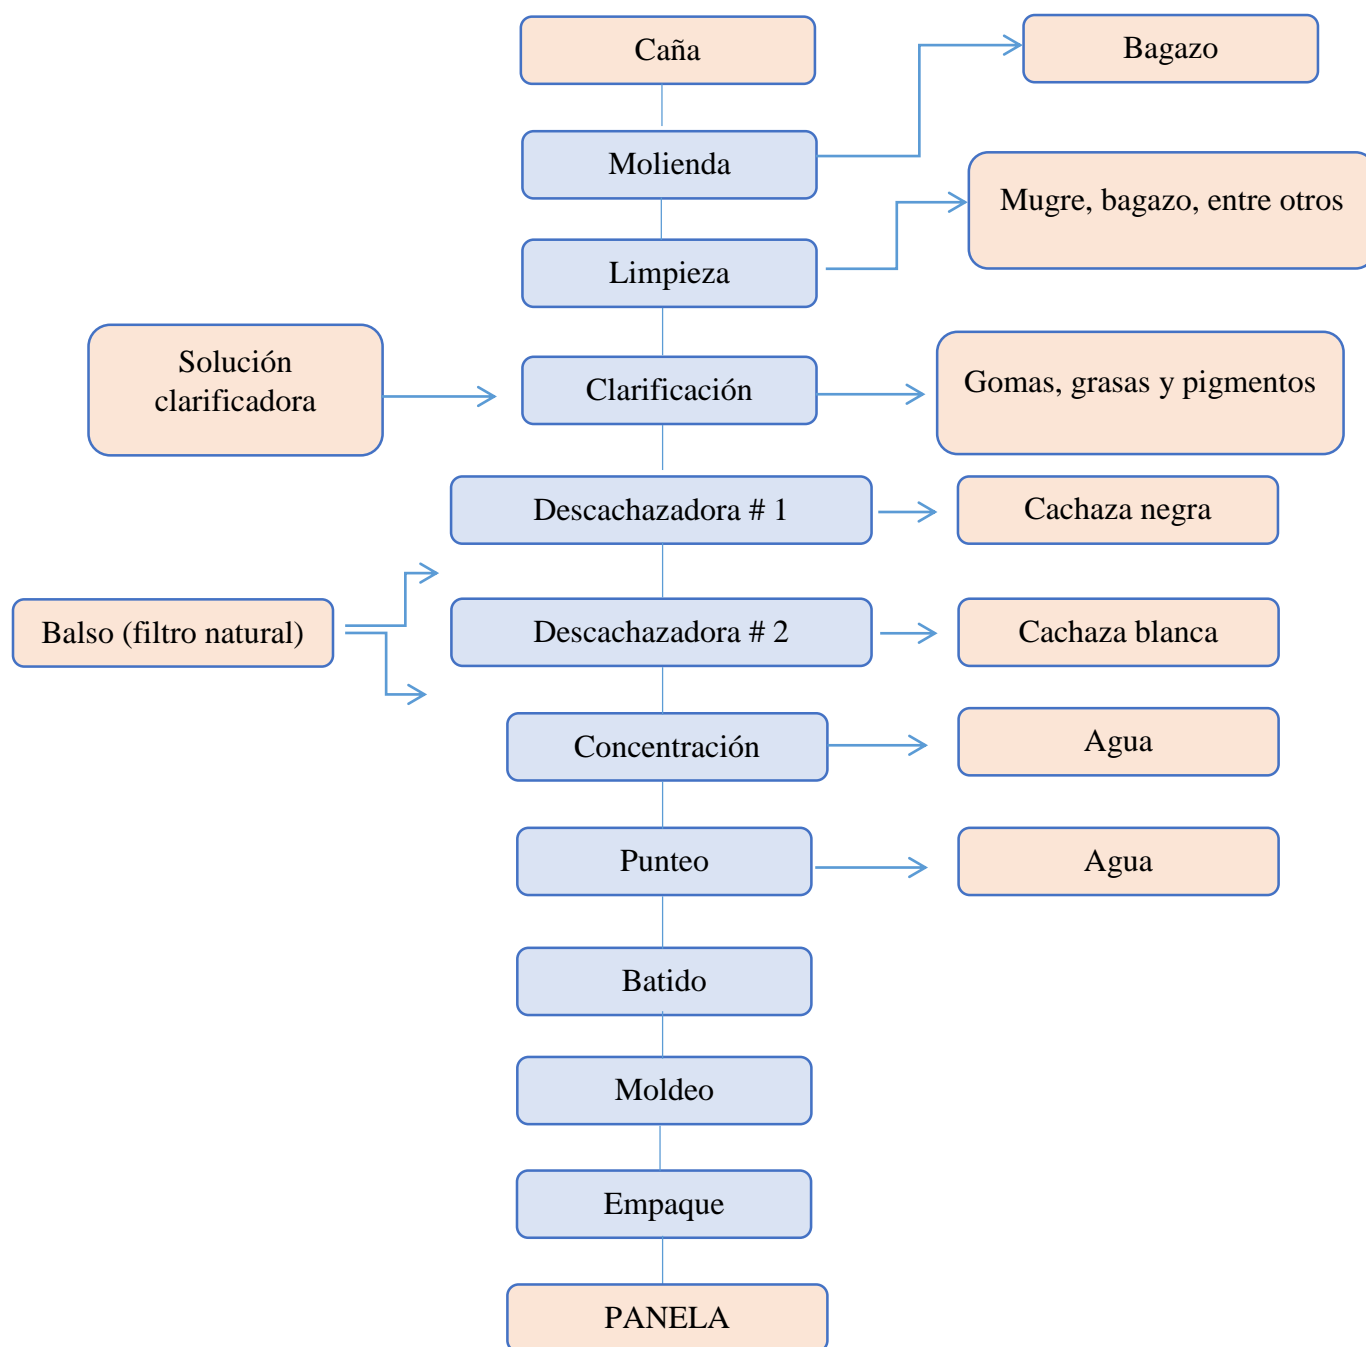 Caña
Bagazo
Molienda
Mugre, bagazo, entre otros
Limpieza
Solución
clarificadora
Clarificación
Gomas, grasas y pigmentos
Descachazadora # 1
Cachaza negra
Balso (filtro natural)
Descachazadora # 2
Cachaza blanca
Concentración
Agua
Punteo
Agua
Batido
Moldeo
Empaque
PANELA